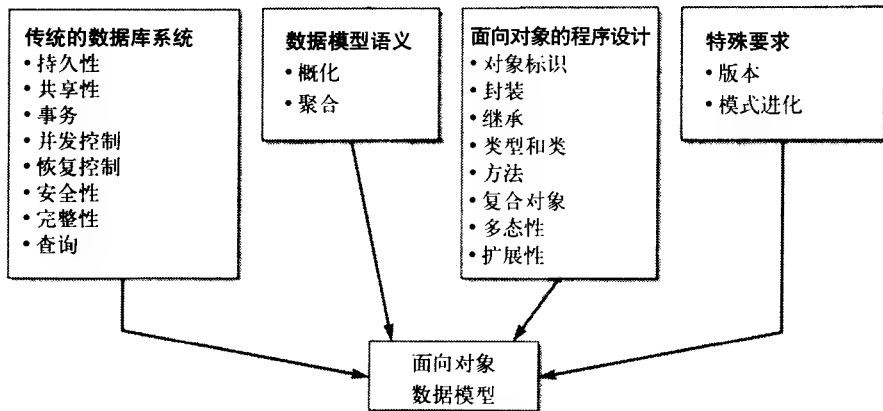 传统的数据库系统
•持久性
•共享性
•事务
•并发控制
•恢复控制
•安全性
•完整性
•查询
数据模型语义
•概化
•聚合
面向对象的程序设计
•对象标识
•封装
•继承
•类型和类
•方法
•复合对象
•多态性
•扩展性
特殊要求
•版本
•模式进化
面向对象
数据模型